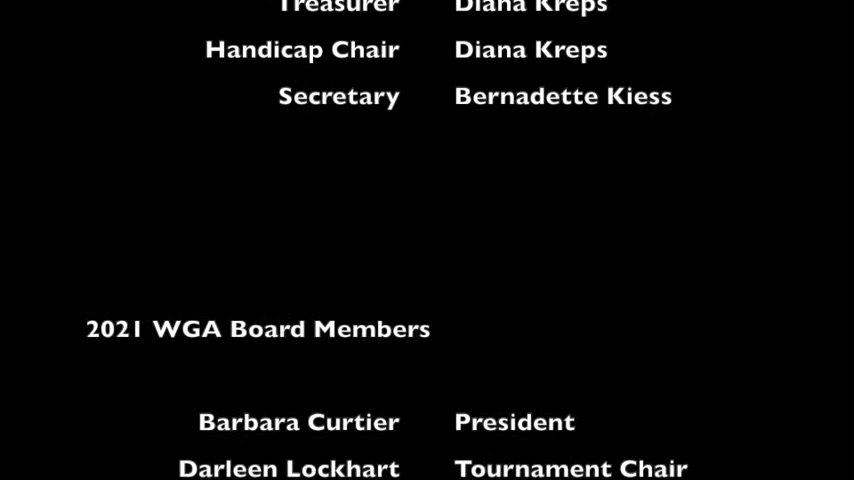 Treasurer Diana Kreps
Handicap Chair Diana Kreps
Secretary Bernadette Kiess
2021 WGA Board Members
Barbara Curtier President
Darleen Lockhart Tournament Chair